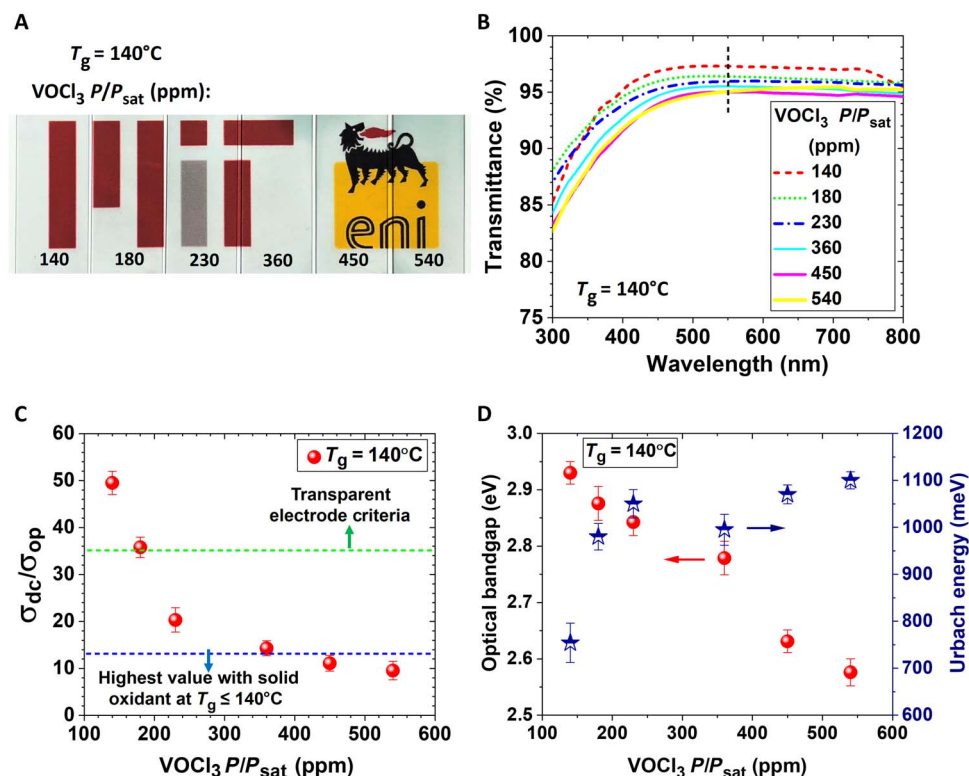 A
T_g = 140°C
VOCl₃ P/P_sat (ppm):
140 180 230 360 450 540
eni
B
Transmittance (%)
100
95
90
85
80
75
300 400 500 600 700 800
Wavelength (nm)
T_g = 140°C
VOCl₃ P/P_sat
(ppm)
140
180
230
360
450
540
C
σ_dc/σ_op
60
50
40
30
20
10
0
100 200 300 400 500 600
VOCl₃ P/P_sat (ppm)
T_g = 140°C
Transparent
electrode criteria
Highest value with solid
oxidant at T_g ≤ 140°C
D
Optical bandgap (eV)
3.0
2.9
2.8
2.7
2.6
2.5
100 200 300 400 500 600
VOCl₃ P/P_sat (ppm)
T_g = 140°C
1200
1100
1000
900
800
700
600
Urbach energy (meV)